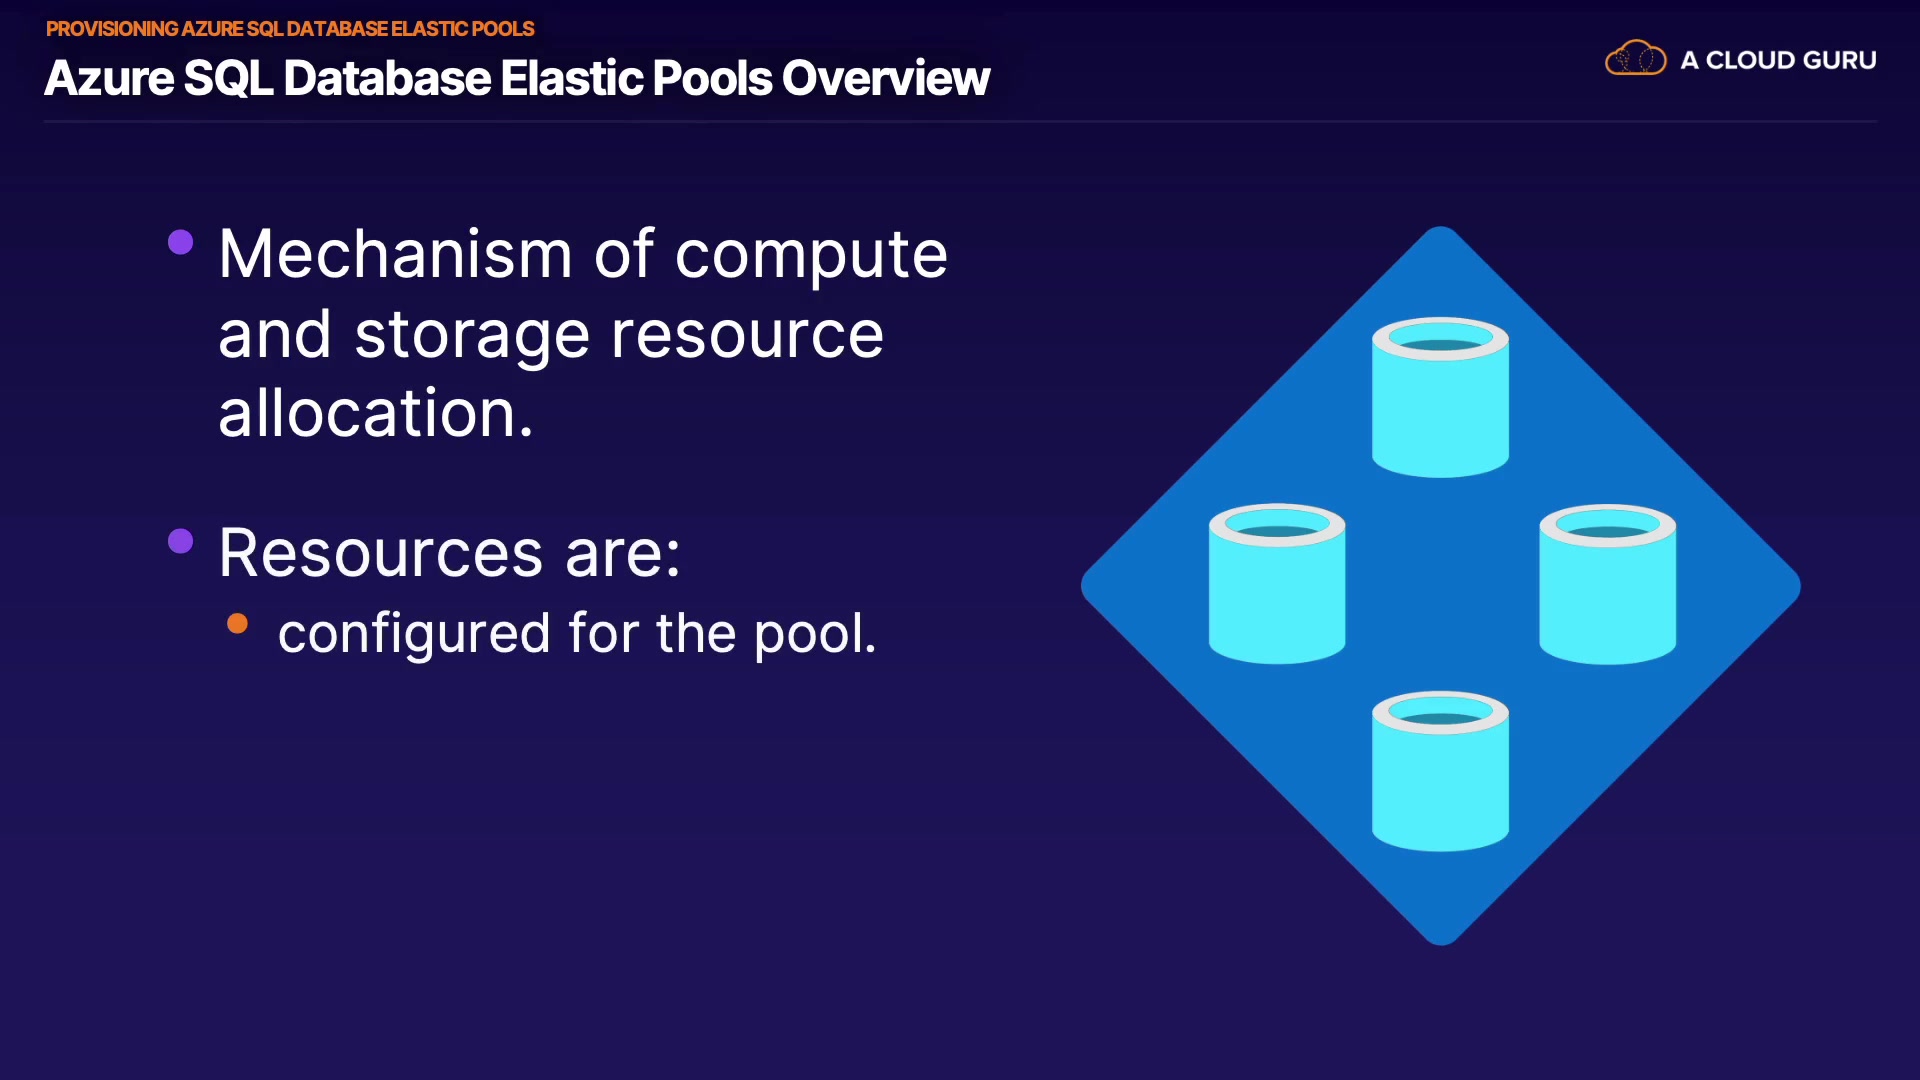 PROVISIONING AZURE SQL DATABASE ELASTIC POOLS
Azure SQL Database Elastic Pools Overview
A CLOUD GURU
Mechanism of compute
and storage resource
allocation.
Resources are:
configured for the pool.